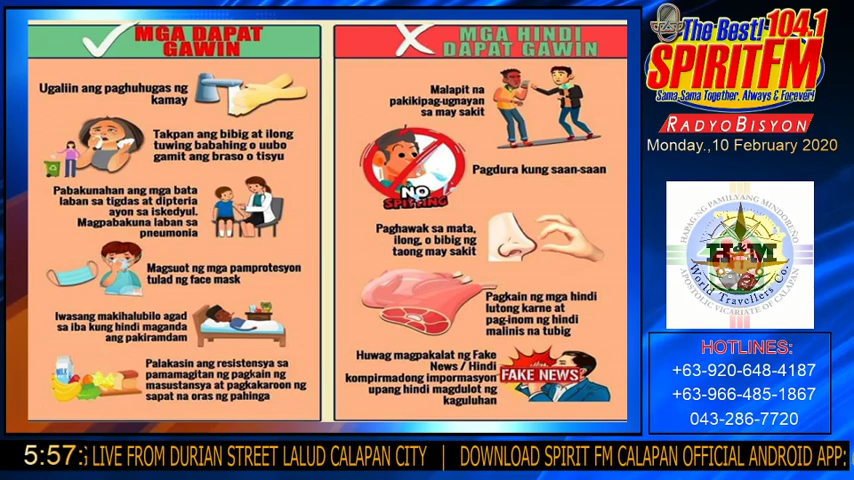 MGA DAPAT
GAWIN
Ugaliin ang paghuhugas ng
kamay
Takpan ang bibig at ilong
tuwing babahing o uubo
gamit ang braso o tisyu
Pabakunahan ang mga bata
laban sa tigdas at dipteria
ayon sa iskedyul.
Magpabakuna laban sa
pneumonia
Magsuot ng mga pamprotesyon
tulad ng face mask
Iwasang makihalubilo agad
sa iba kung hindi maganda
ang pakiramdam
MILK
Palakasin ang resistensya sa
pamamagitan ng pagkain ng
masustansya at pagkakaroon ng
sapat na oras ng pahinga
MGA HINDI
DAPAT GAWIN
Malapit na
pakikipag-ugnayan
sa may sakit
NO
SPITTING
Pagdura kung saan-saan
Paghawak sa mata,
ilong, o bibig ng
taong may sakit
Pagkain ng mga hindi
lutong karne at
pag-inom ng hindi
malinis na tubig
Huwag magpakalat ng Fake
News / Hindi
kompirmadong impormasyon
upang hindi magdulot ng
kaguluhan
FAKE NEWS
The Best! 104.1
SPIRIT FM
Sama Sama Together, Always & Forever!
RADYOBISYON
Monday.,10 February 2020
HAPAG NG PAMILYANG MINDOREÑO
H&M
World Travellers Co.
APOSTOLIC VICARIATE OF CALAPAN
HOTLINES:
+63-920-648-4187
+63-966-485-1867
043-286-7720
5:57: LIVE FROM DURIAN STREET LALUD CALAPAN CITY | DOWNLOAD SPIRIT FM CALAPAN OFFICIAL ANDROID APP: